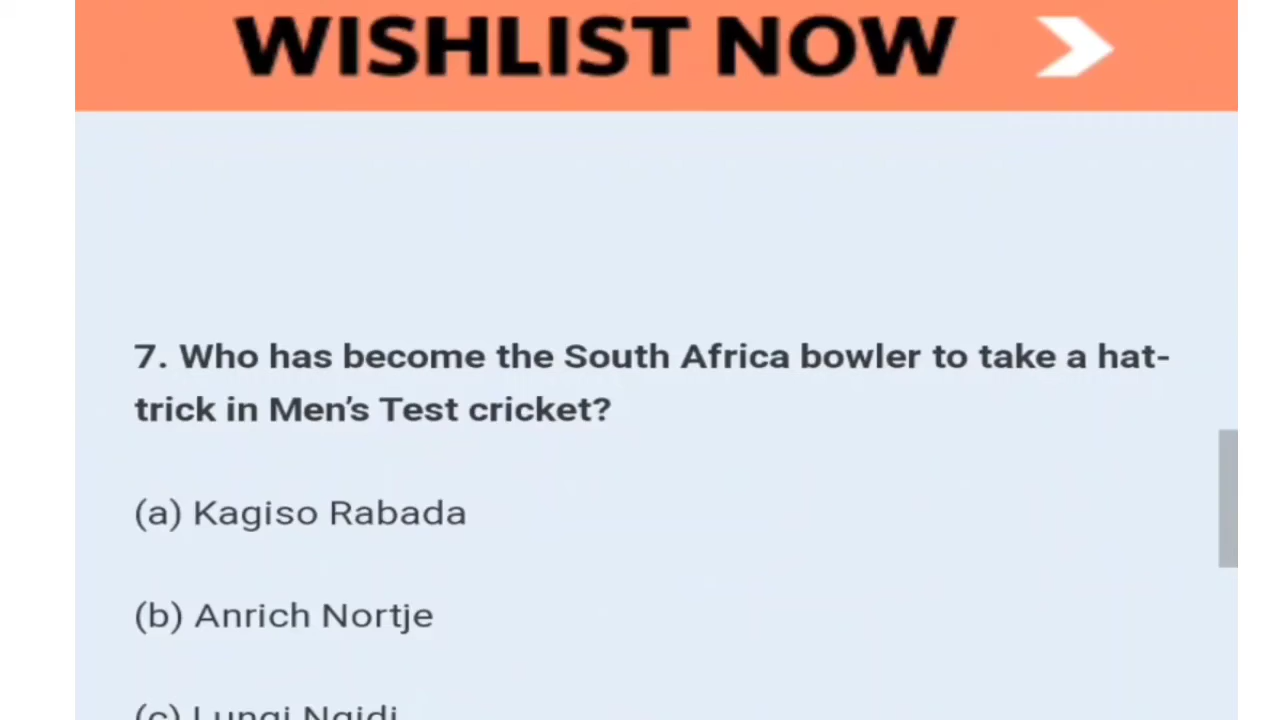 WISHLIST NOW
7. Who has become the South Africa bowler to take a hat-
trick in Men’s Test cricket?
(a) Kagiso Rabada
(b) Anrich Nortje
(c) Lungi Ngidi